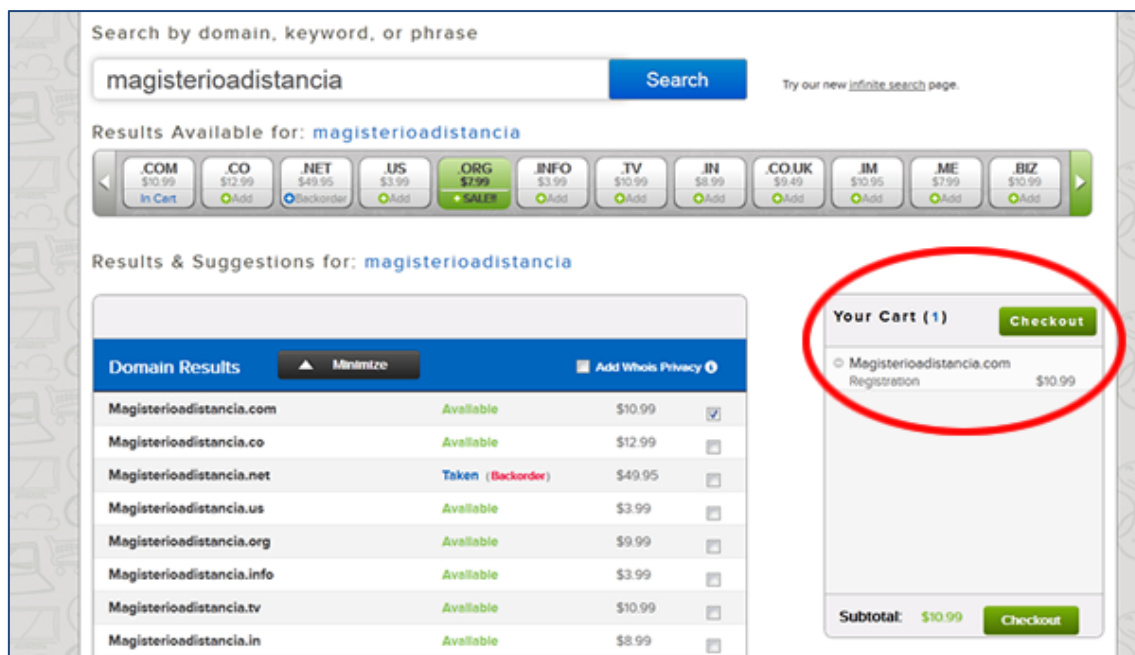 Search by domain, keyword, or phrase
magisterioadistancia Search Try our new infinite search page.
Results Available for: magisterioadistancia
.COM .CO .NET .US .ORG .INFO .TV .IN .CO.UK .IM .ME .BIZ
$10.99 $12.99 $49.95 $3.99 $7.99 $3.99 $10.99 $8.99 $9.49 $10.95 $7.99 $10.99
In Cart Add Backorder Add SALE!! Add Add Add Add Add Add Add
Results & Suggestions for: magisterioadistancia
Domain Results Minimize Add Whois Privacy
Magisterioadistancia.com Available $10.99
Magisterioadistancia.co Available $12.99
Magisterioadistancia.net Taken (Backorder) $49.95
Magisterioadistancia.us Available $3.99
Magisterioadistancia.org Available $9.99
Magisterioadistancia.info Available $3.99
Magisterioadistancia.tv Available $10.99
Magisterioadistancia.in Available $8.99
Your Cart (1) Checkout
Magisterioadistancia.com
Registration $10.99
Subtotal: $10.99 Checkout